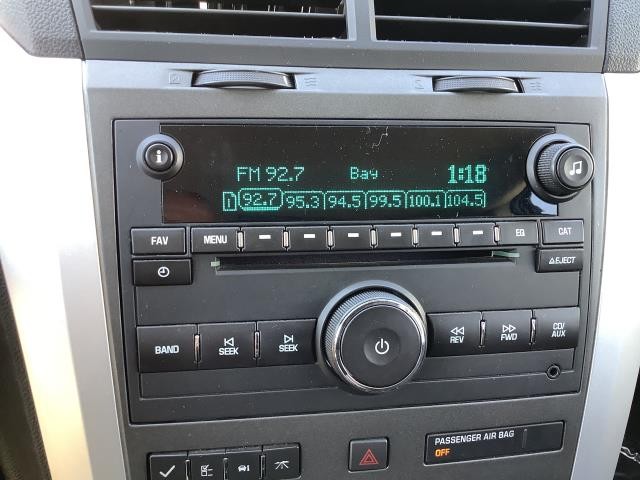 FM 92.7 Bay 1:18
1 92.7 95.3 94.5 99.5 100.1 104.5
FAV MENU EQ CAT
EJECT
BAND SEEK SEEK REV FWD CD/AUX
PASSENGER AIR BAG
OFF